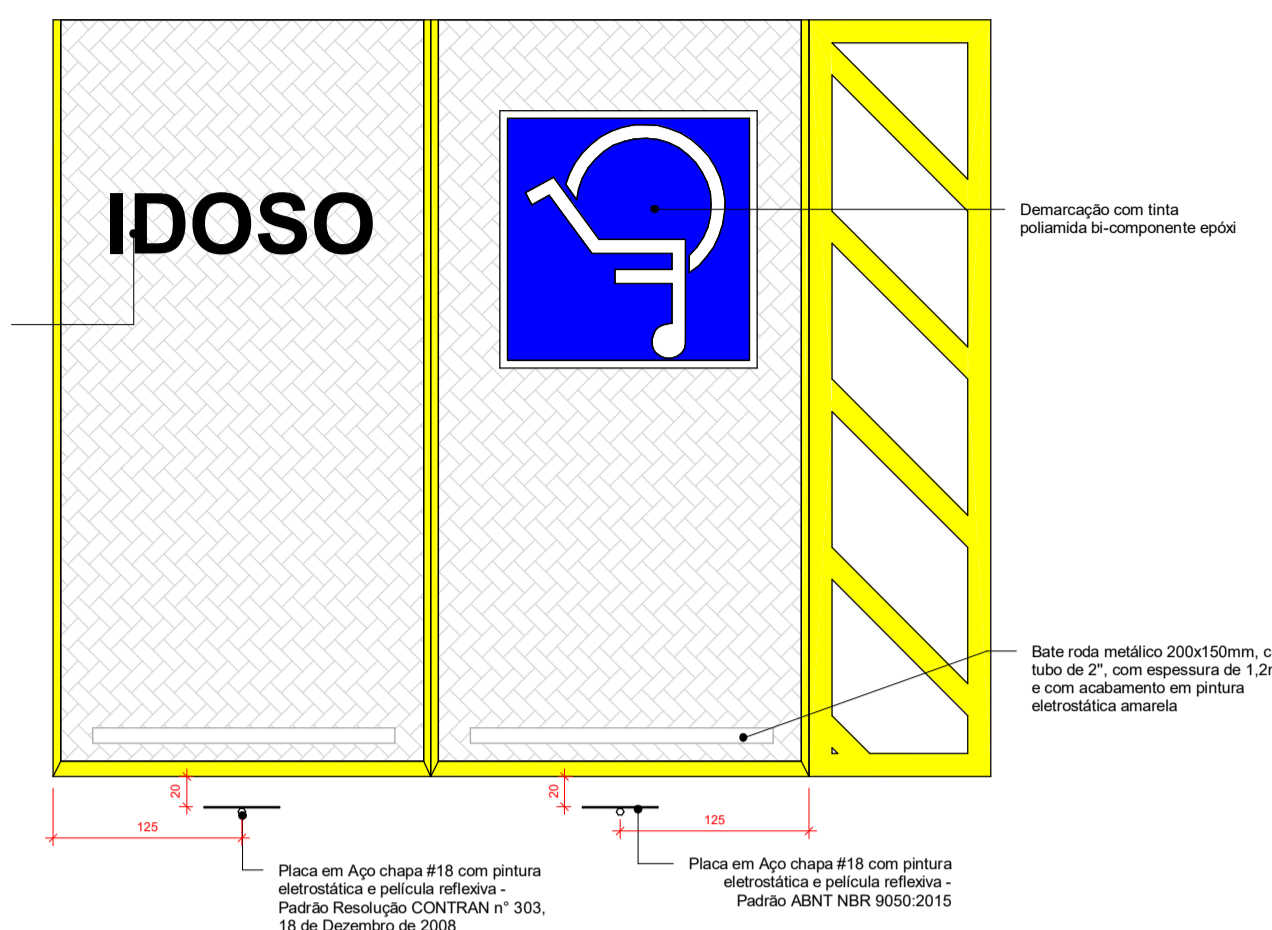 IDOSO
Demarcação com tinta
poliamida bi-componente epóxi
Bate roda metálico 200x150mm, c
tubo de 2", com espessura de 1,2
e com acabamento em pintura
eletrostática amarela
20
20
125
125
Placa em Aço chapa #18 com pintura
eletrostática e película reflexiva -
Padrão Resolução CONTRAN n° 303,
18 de Dezembro de 2008
Placa em Aço chapa #18 com pintura
eletrostática e película reflexiva -
Padrão ABNT NBR 9050:2015